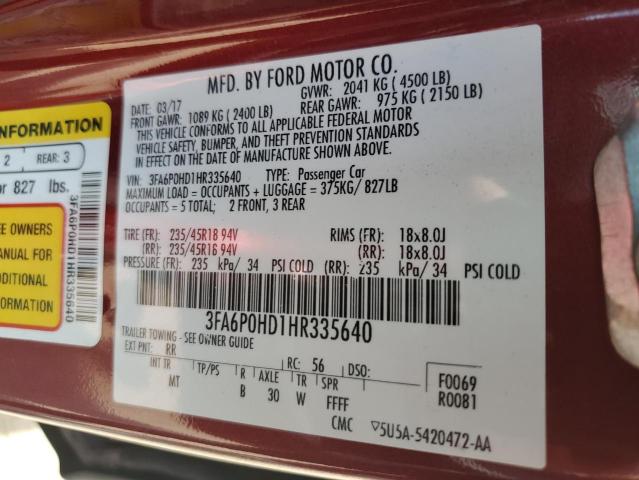 MFD. BY FORD MOTOR CO.
DATE: 03/17 GVWR: 2041 KG ( 4500 LB)
FRONT GAWR: 1089 KG ( 2400 LB) REAR GAWR: 975 KG ( 2150 LB)
THIS VEHICLE CONFORMS TO ALL APPLICABLE FEDERAL MOTOR
VEHICLE SAFETY, BUMPER, AND THEFT PREVENTION STANDARDS
IN EFFECT ON THE DATE OF MANUFACTURE SHOWN ABOVE.
VIN: 3FA6P0HD1HR335640 TYPE: Passenger Car
MAXIMUM LOAD = OCCUPANTS + LUGGAGE = 375KG/ 827LB
OCCUPANTS = 5 TOTAL; 2 FRONT, 3 REAR
TIRE (FR): 235/45R18 94V RIMS (FR): 18x8.0J
(RR): 235/45R18 94V (RR): 18x8.0J
PRESSURE (FR): 235 kPa/ 34 PSI COLD (RR): 235 kPa/ 34 PSI COLD
3FA6P0HD1HR335640
TRAILER TOWING - SEE OWNER GUIDE
EXT PNT: RR RC: 56 DSO:
INT TR TP/PS R AXLE TR SPR
MT B 30 W FFFF
F0069
R0081
CMC ▽5U5A-5420472-AA
INFORMATION
2 REAR: 3
or 827 lbs.
EE OWNERS
MANUAL FOR
ADDITIONAL
INFORMATION
3FA6P0HD1HR335640